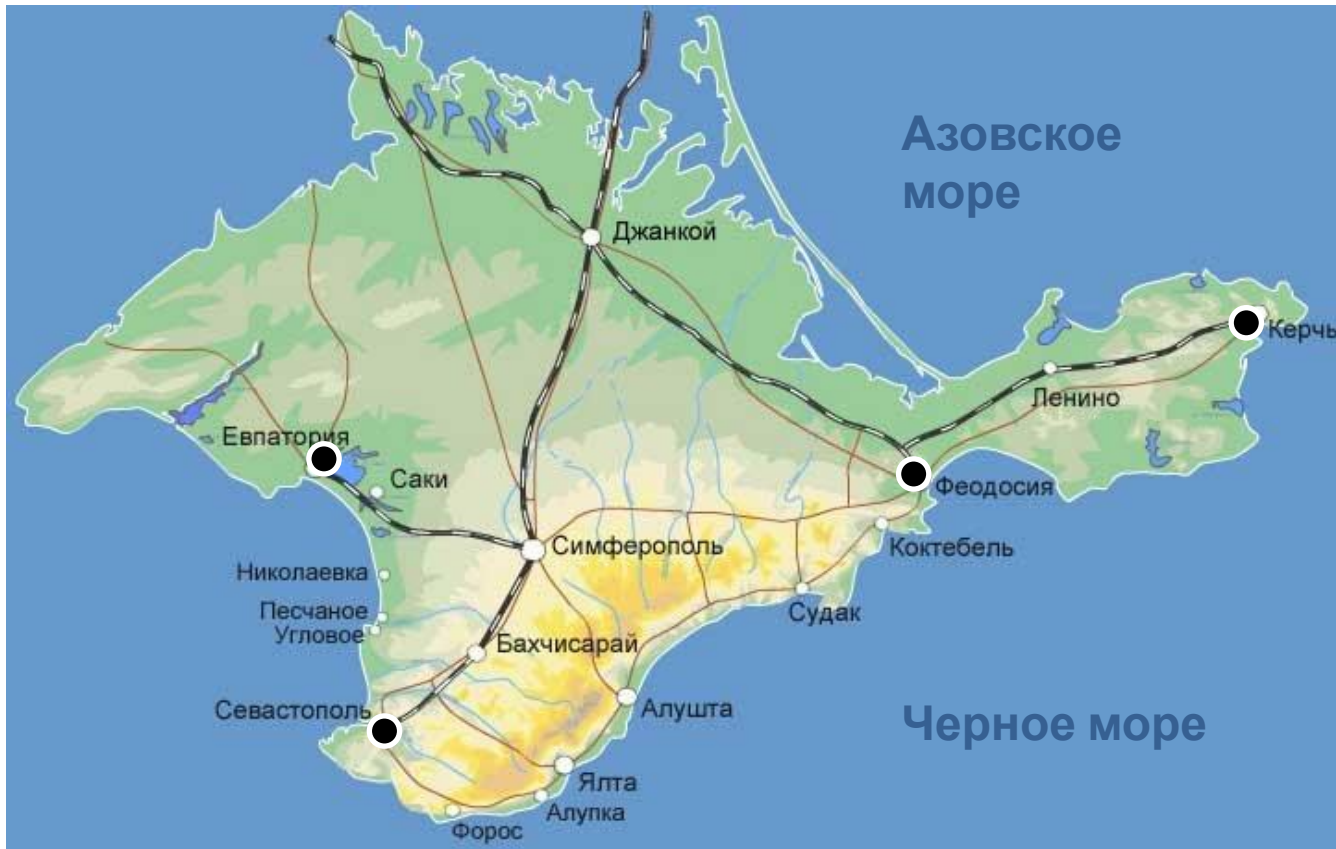 Азовское
море
Джанкой
Керчь
Ленино
Евпатория
Саки
Феодосия
Симферополь
Коктебель
Николаевка
Песчаное
Угловое
Судак
Бахчисарай
Севастополь
Алушта
Черное море
Ялта
Алупка
Форос